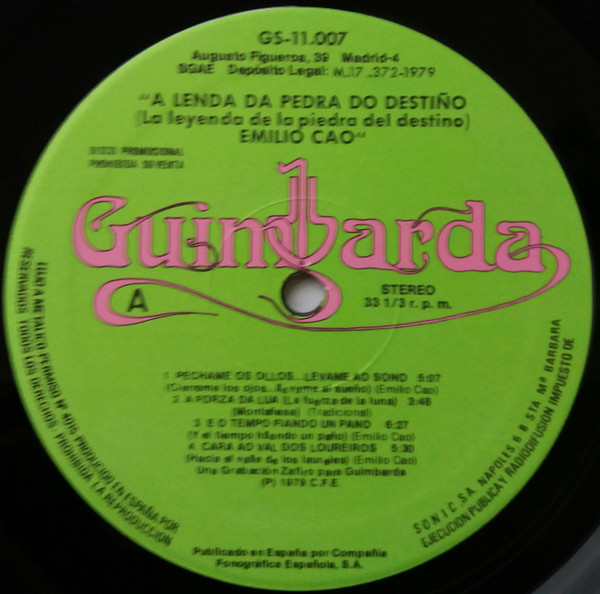 GS-11.007
Augusto Figueroa, 39 Madrid-4
SGAE Depósito Legal: M.17.372-1979
"A LENDA DA PEDRA DO DESTIÑO
(La leyenda de la piedra del destino)
EMILIO CAO"
DISCO PROMOCIONAL
PROHIBIDA SU VENTA
Guimbarda
A
STEREO
33 1/3 r. p. m.
1. PECHAME OS OLLOS...LEVAME AO SONO 5:07
(Cierrame los ojos... al sueño) (Emilio Cao)
2. A FORZA DA LUA (La fuerza de la luna) 3:48
(Montañesa) (Tradicional)
3. E O TEMPO FIANDO UN PANO 6:27
(Y el tiempo hilando un paño) (Emilio Cao)
4. CARA AO VAL DOS LOUREIROS 5:30
(Hacia el valle de los laureles) (Emilio Cao)
Una Grabación Zafiro para Guimbarda
(P) 1979 C.F.E.
Publicado en España por Compañía
Fonográfica Española, S.A.
PRODUCIDO EN ESPAÑA POR
RESERVADOS TODOS LOS DERECHOS. PROHIBIDA LA REPRODUCCION
SONIC, S.A. NAPOLES 6 8 STA. Mª BARBARA
EJECUCION PUBLICA Y RADIODIFUSION IMPUESTO DE